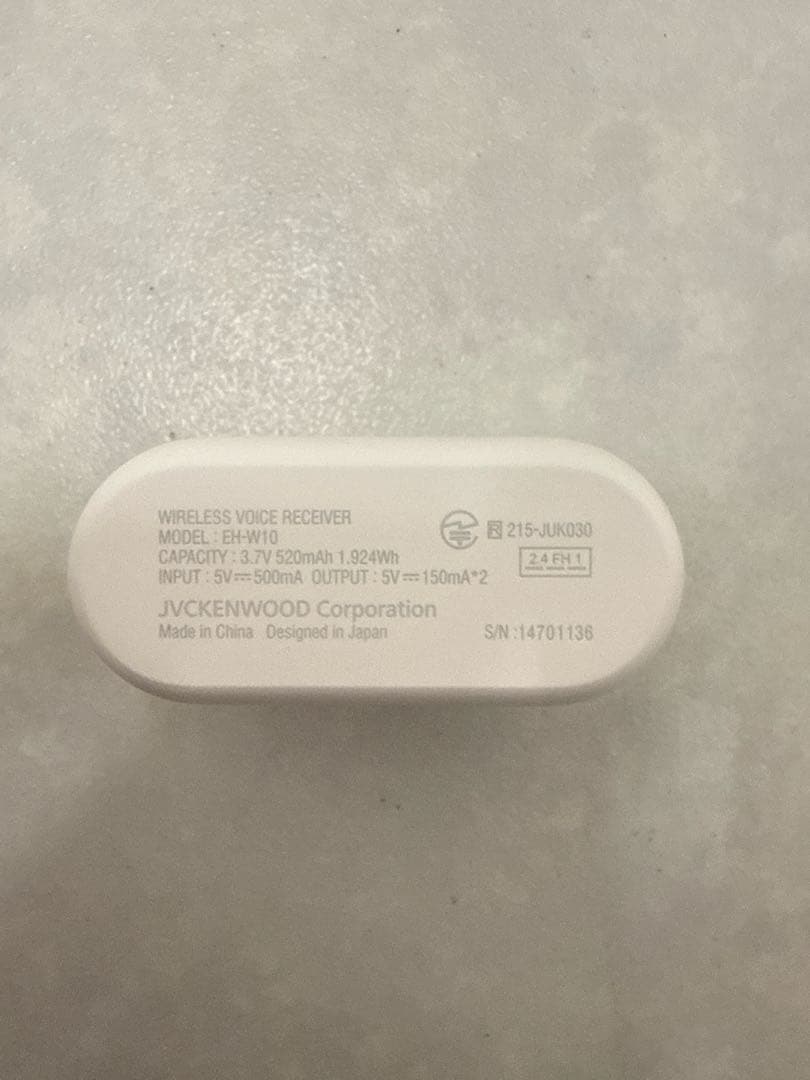 WIRELESS VOICE RECEIVER
MODEL : EH-W10
CAPACITY : 3.7V 520mAh 1.924Wh
INPUT : 5V⎓500mA OUTPUT : 5V⎓150mA*2
JVCKENWOOD Corporation
Made in China Designed in Japan
R 215-JUK030
2.4 FH 1
S/N :14701136